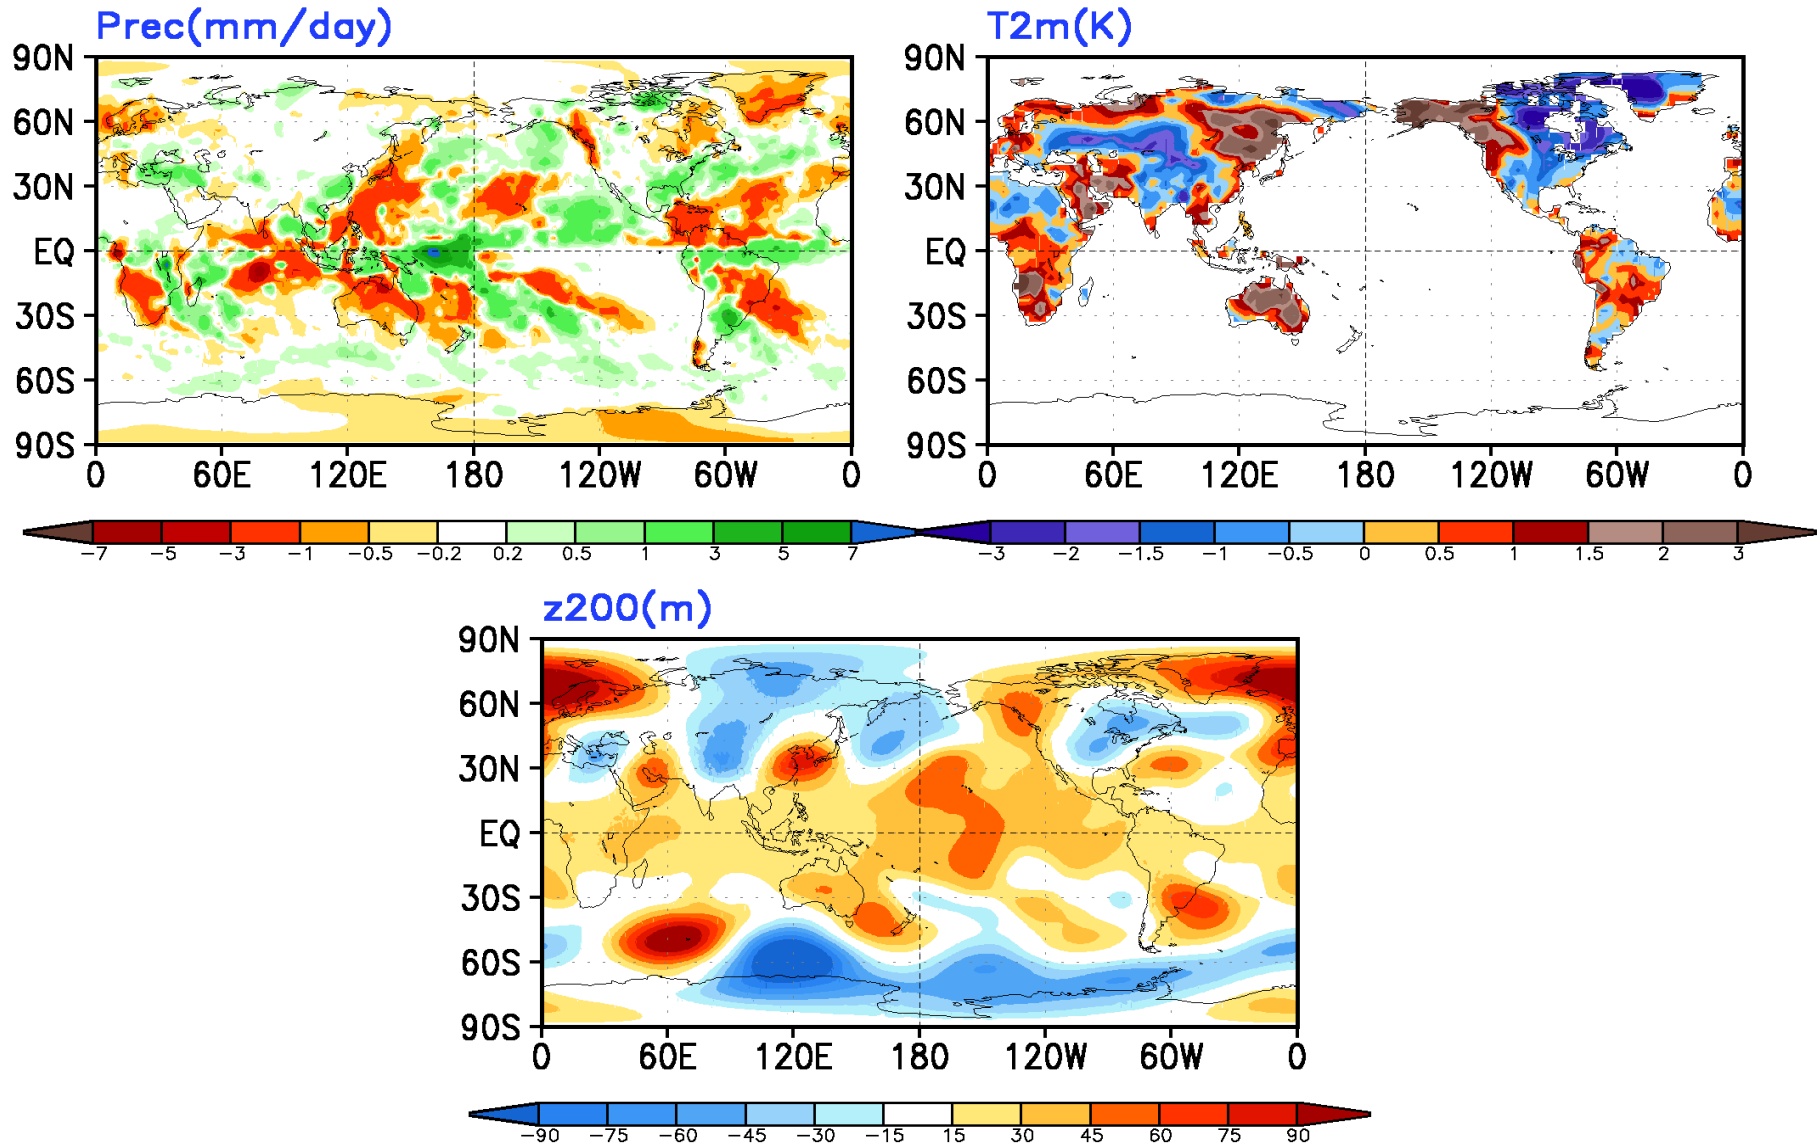 Prec(mm/day)
90N
60N
30N
EQ
30S
60S
90S
0 60E 120E 180 120W 60W 0
-7 -5 -3 -1 -0.5 -0.2 0.2 0.5 1 3 5 7
T2m(K)
90N
60N
30N
EQ
30S
60S
90S
0 60E 120E 180 120W 60W 0
-3 -2 -1.5 -1 -0.5 0 0.5 1 1.5 2 3
z200(m)
90N
60N
30N
EQ
30S
60S
90S
0 60E 120E 180 120W 60W 0
-90 -75 -60 -45 -30 -15 15 30 45 60 75 90